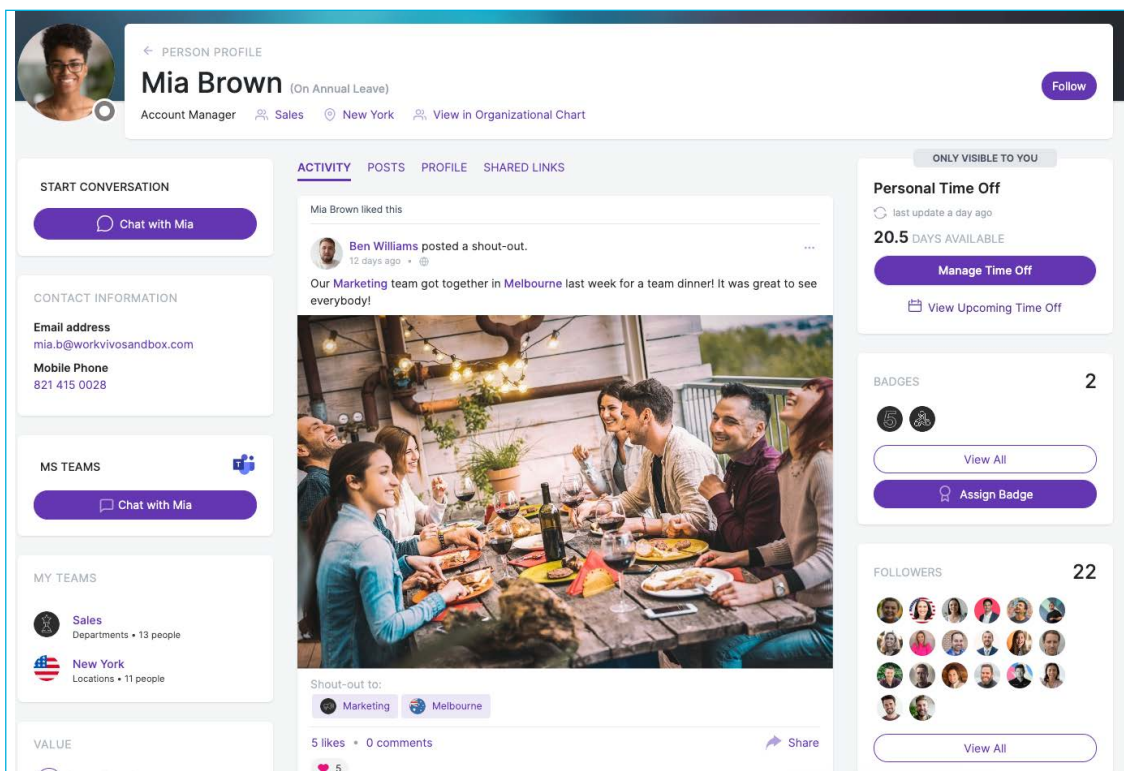 PERSON PROFILE
Mia Brown (On Annual Leave)
Account Manager Sales New York View in Organizational Chart
Follow
START CONVERSATION
Chat with Mia
CONTACT INFORMATION
Email address
mia.b@workvivosandbox.com
Mobile Phone
821 415 0028
MS TEAMS
Chat with Mia
MY TEAMS
Sales
Departments • 13 people
New York
Locations • 11 people
VALUE
ACTIVITY POSTS PROFILE SHARED LINKS
Mia Brown liked this
Ben Williams posted a shout-out.
12 days ago •
Our Marketing team got together in Melbourne last week for a team dinner! It was great to see
everybody!
Shout-out to:
Marketing Melbourne
5 likes • 0 comments Share
5
ONLY VISIBLE TO YOU
Personal Time Off
last update a day ago
20.5 DAYS AVAILABLE
Manage Time Off
View Upcoming Time Off
BADGES 2
5
View All
Assign Badge
FOLLOWERS 22
View All